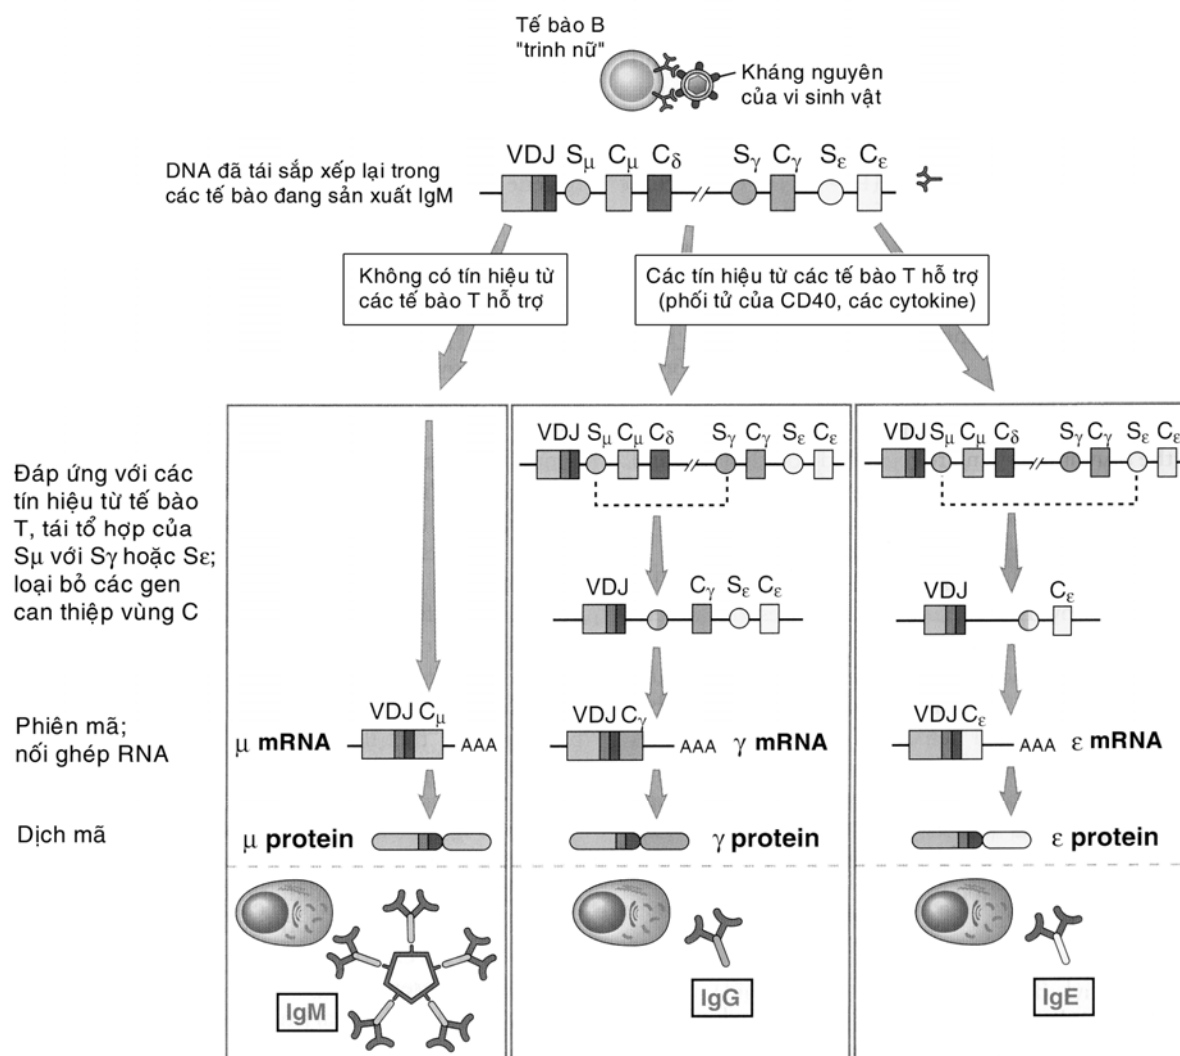 Tế bào B
"trinh nữ"
Kháng nguyên
của vi sinh vật
DNA đã tái sắp xếp lại trong
các tế bào đang sản xuất IgM
VDJ Sμ Cμ Cδ Sγ Cγ Sε Cε
Không có tín hiệu từ
các tế bào T hỗ trợ
Các tín hiệu từ các tế bào T hỗ trợ
(phối tử của CD40, các cytokine)
Đáp ứng với các
tín hiệu từ tế bào
T, tái tổ hợp của
Sμ với Sγ hoặc Sε;
loại bỏ các gen
can thiệp vùng C
VDJ Sμ Cμ Cδ Sγ Cγ Sε Cε
VDJ Sμ Cμ Cδ Sγ Cγ Sε Cε
VDJ Cγ Sε Cε
VDJ Cε
Phiên mã;
nối ghép RNA
VDJ Cμ
μ mRNA AAA
VDJ Cγ
AAA γ mRNA
VDJ Cε
AAA ε mRNA
Dịch mã
μ protein
γ protein
ε protein
IgM
IgG
IgE